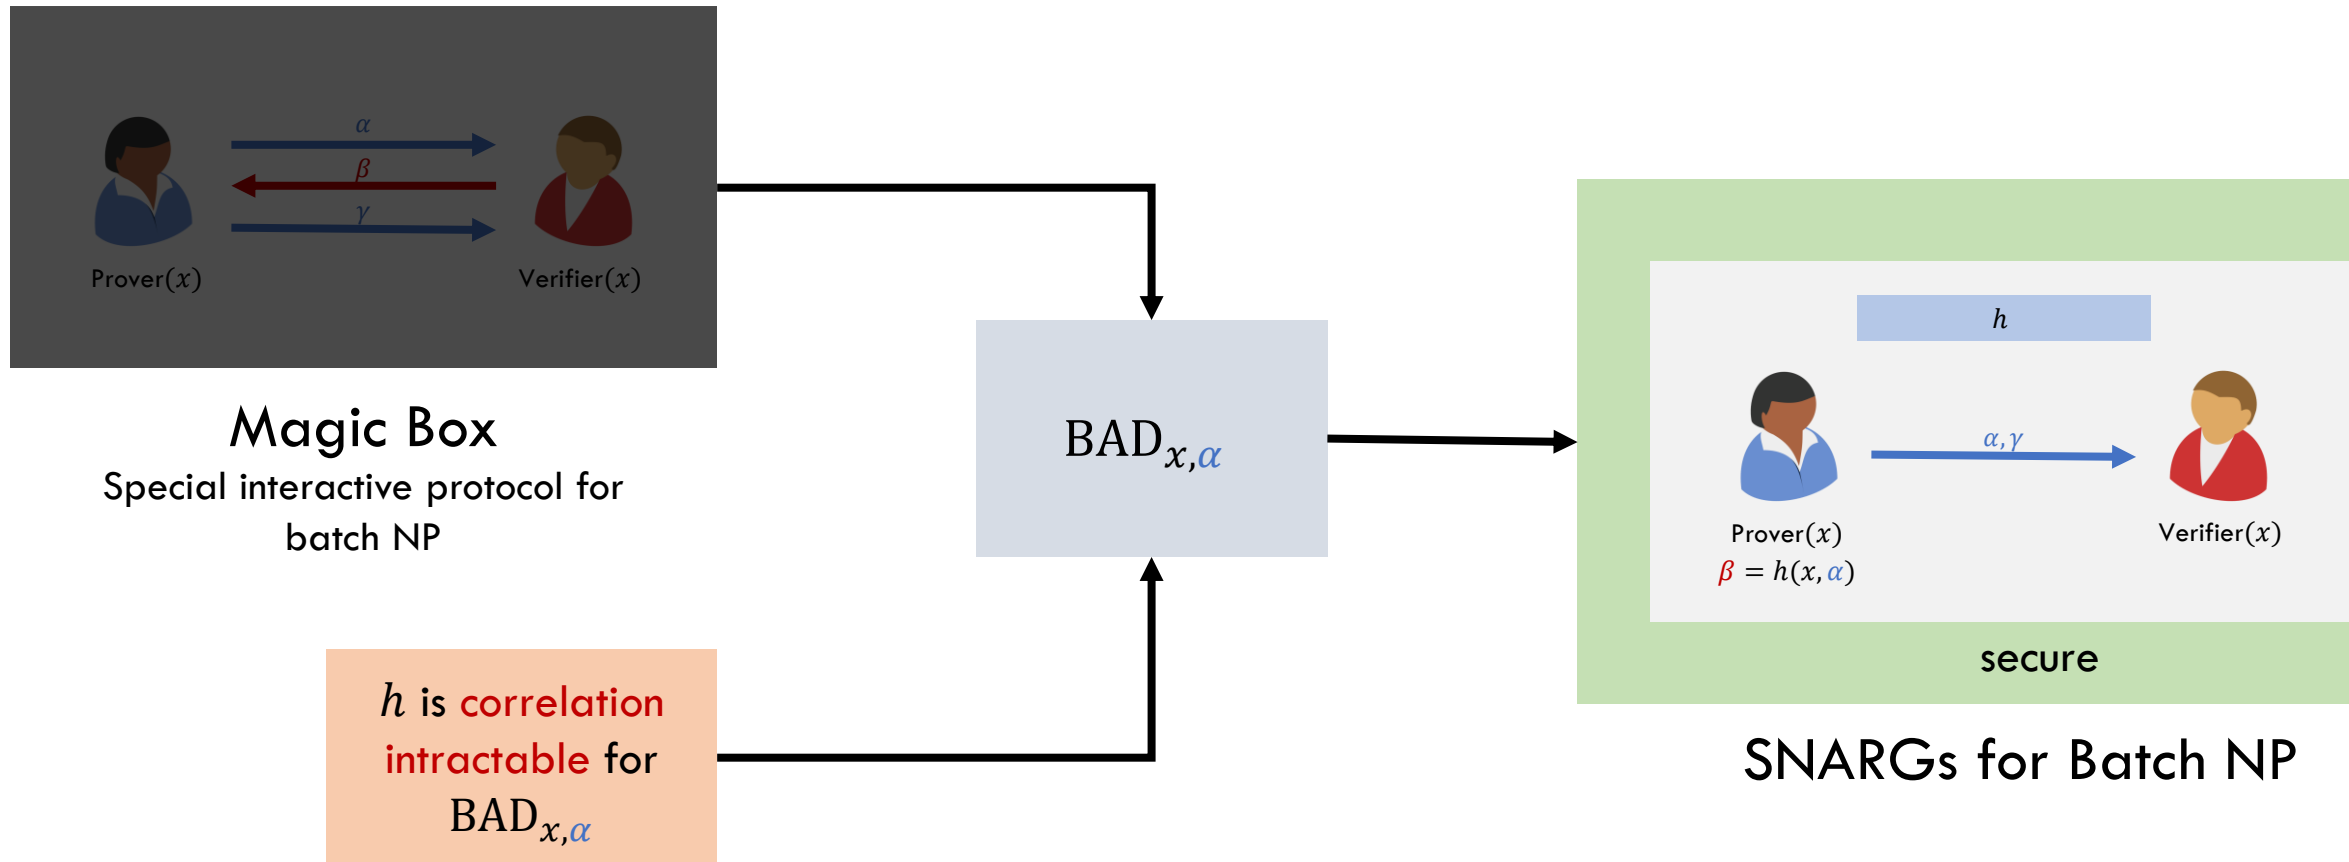 α
β
γ
Prover(x)
Verifier(x)
Magic Box
Special interactive protocol for
batch NP
h is correlation
intractable for
BAD_{x,α}
BAD_{x,α}
h
α, γ
Prover(x)
β = h(x, α)
Verifier(x)
secure
SNARGs for Batch NP